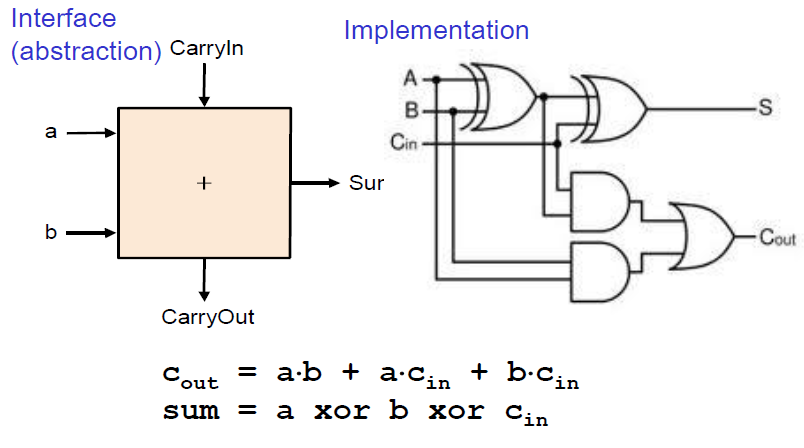 Interface
(abstraction)
CarryIn
a
b
+
Sur
CarryOut
Implementation
A
B
Cin
S
Cout
cout = a·b + a·cin + b·cin
sum = a xor b xor cin